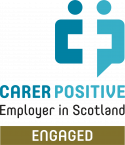 CARER POSITIVE
Employer in Scotland
ENGAGED